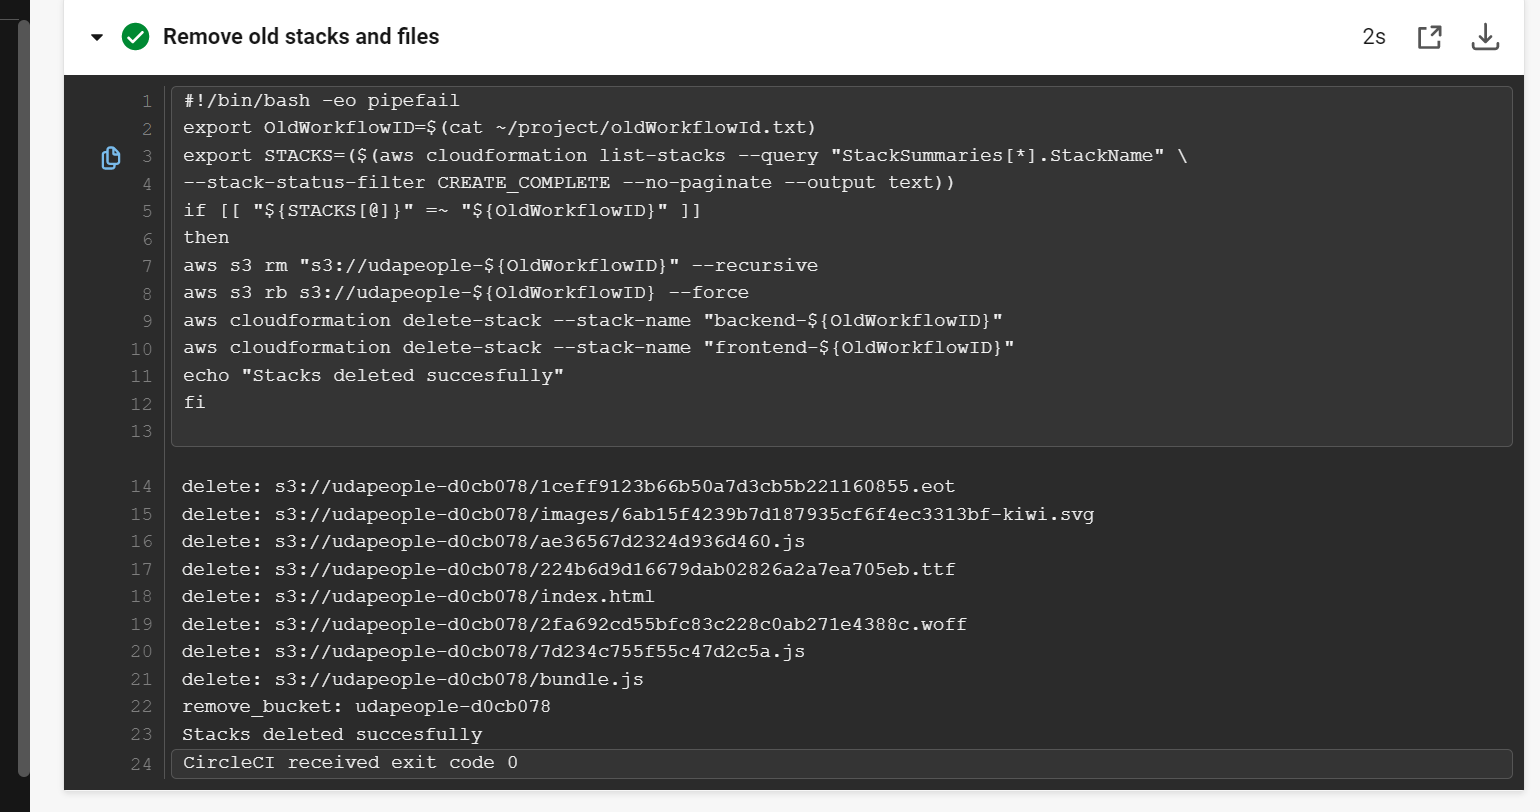 Remove old stacks and files
2s
1 #!/bin/bash -eo pipefail
2 export OldWorkflowID=$(cat ~/project/oldWorkflowId.txt)
3 export STACKS=($(aws cloudformation list-stacks --query "StackSummaries[*].StackName" \
4 --stack-status-filter CREATE_COMPLETE --no-paginate --output text))
5 if [[ "${STACKS[@]}" =~ "${OldWorkflowID}" ]]
6 then
7 aws s3 rm "s3://udapeople-${OldWorkflowID}" --recursive
8 aws s3 rb s3://udapeople-${OldWorkflowID} --force
9 aws cloudformation delete-stack --stack-name "backend-${OldWorkflowID}"
10 aws cloudformation delete-stack --stack-name "frontend-${OldWorkflowID}"
11 echo "Stacks deleted succesfully"
12 fi
13
14 delete: s3://udapeople-d0cb078/1ceff9123b66b50a7d3cb5b221160855.eot
15 delete: s3://udapeople-d0cb078/images/6ab15f4239b7d187935cf6f4ec3313bf-kiwi.svg
16 delete: s3://udapeople-d0cb078/ae36567d2324d936d460.js
17 delete: s3://udapeople-d0cb078/224b6d9d16679dab02826a2a7ea705eb.ttf
18 delete: s3://udapeople-d0cb078/index.html
19 delete: s3://udapeople-d0cb078/2fa692cd55bfc83c228c0ab271e4388c.woff
20 delete: s3://udapeople-d0cb078/7d234c755f55c47d2c5a.js
21 delete: s3://udapeople-d0cb078/bundle.js
22 remove_bucket: udapeople-d0cb078
23 Stacks deleted succesfully
24 CircleCI received exit code 0